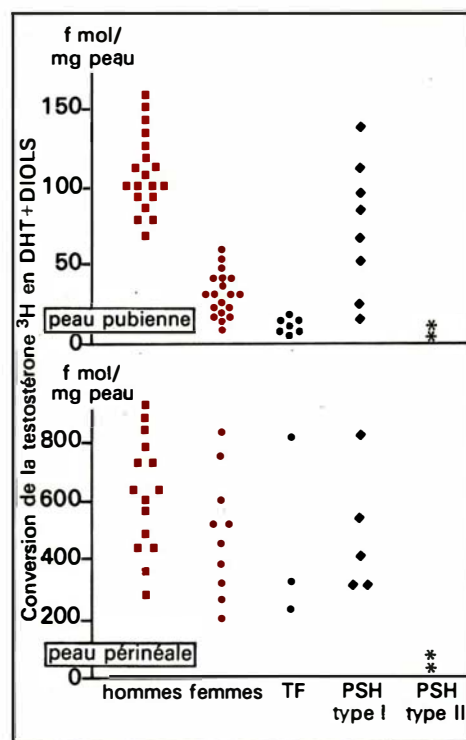 f mol/
mg peau
150
100
50
peau pubienne
0
Conversion de la testostérone ³H en DHT+DIOLS
f mol/
mg peau
800
600
400
200
peau périnéale
0
hommes femmes TF PSH PSH
type I type II